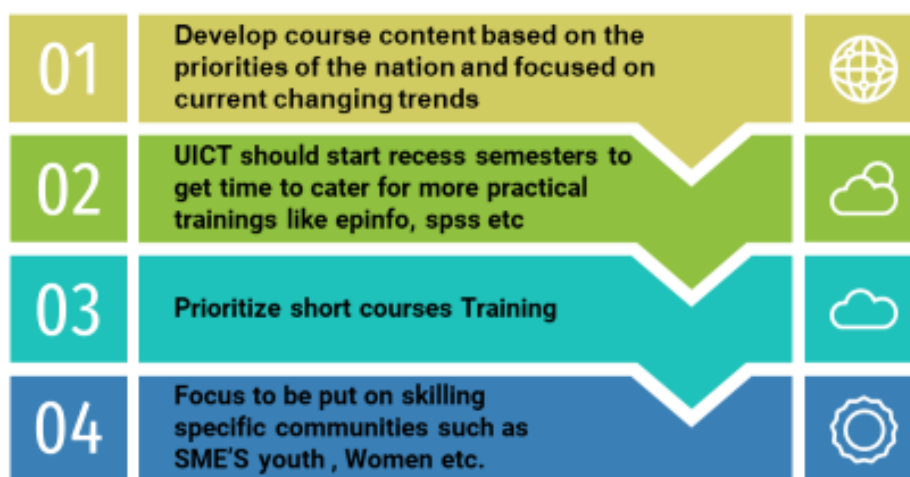 01
Develop course content based on the
priorities of the nation and focused on
current changing trends
02
UICT should start recess semesters to
get time to cater for more practical
trainings like epinfo, spss etc
03
Prioritize short courses Training
04
Focus to be put on skilling
specific communities such as
SME'S youth , Women etc.